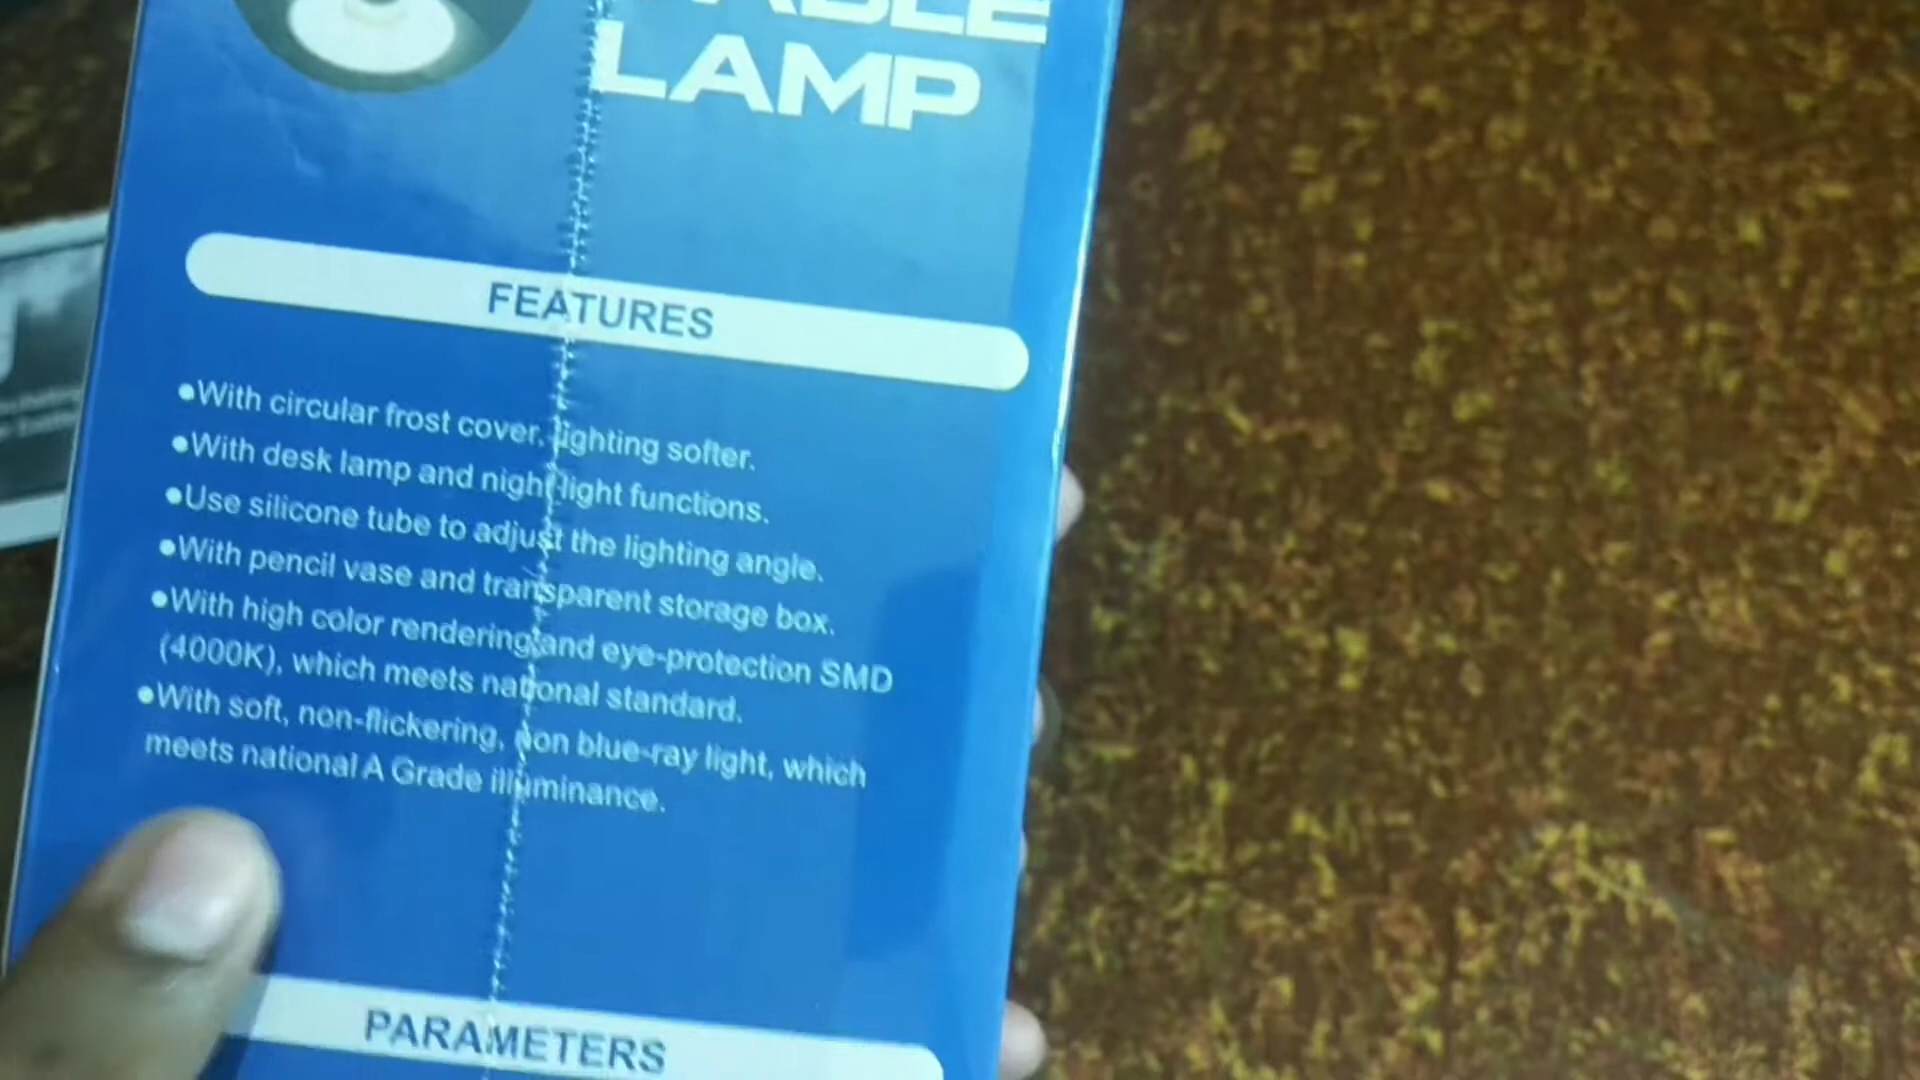 LAMP
FEATURES
●With circular frost cover, lighting softer.
●With desk lamp and night light functions.
●Use silicone tube to adjust the lighting angle.
●With pencil vase and transparent storage box.
●With high color rendering and eye-protection SMD
(4000K), which meets national standard.
●With soft, non-flickering, non blue-ray light, which
meets national A Grade illuminance.
PARAMETERS